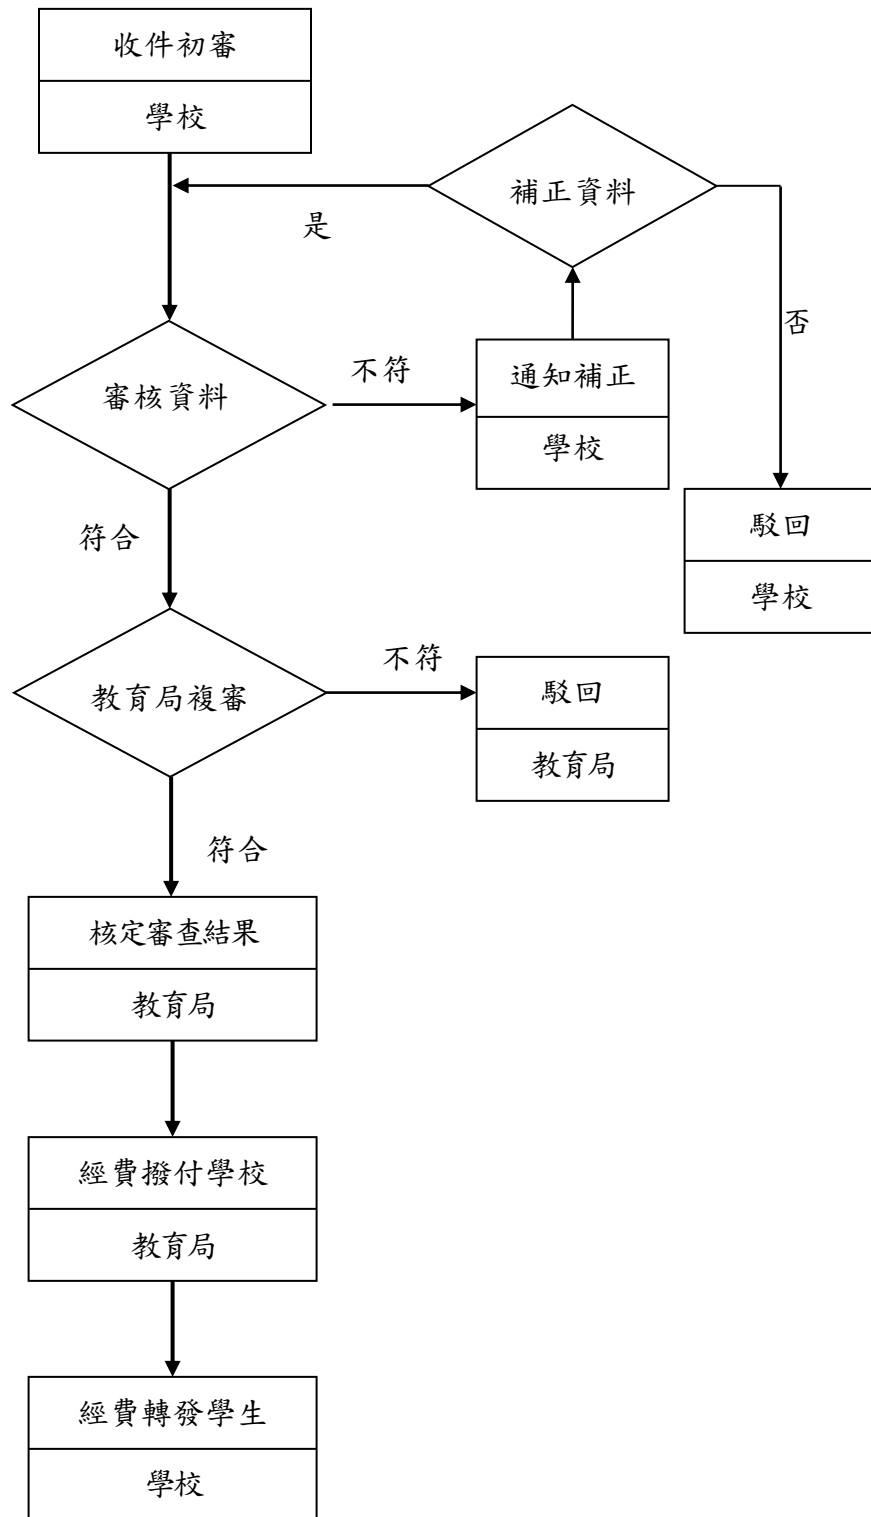 收件初審
學校
補正資料
是
否
審核資料
不符
通知補正
學校
駁回
學校
符合
教育局複審
不符
駁回
教育局
符合
核定審查結果
教育局
經費撥付學校
教育局
經費轉發學生
學校